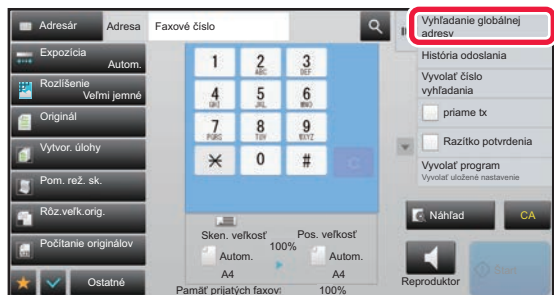 Adresár
Adresa
Faxové číslo
Expozícia
Autom.
Rozlíšenie
Veľmi jemné
Originál
Vytvor. úlohy
Pom. rež. sk.
Rôz.veľk.orig.
Počítanie originálov
Ostatné
1
2
ABC
3
DEF
4
GHI
5
JKL
6
MNO
7
PQRS
8
TUV
9
WXYZ
0
#
C
Sken. veľkosť
Pos. veľkosť
100%
Autom.
Autom.
A4
A4
Pamäť prijatých faxov:
100%
Vyhľadanie globálnej
adresy
História odoslania
Vyvolať číslo
vyhľadania
priame tx
Razítko potvrdenia
Vyvolať program
Vyvolať uložené nastavenie
Náhľad
CA
Reproduktor
Štart